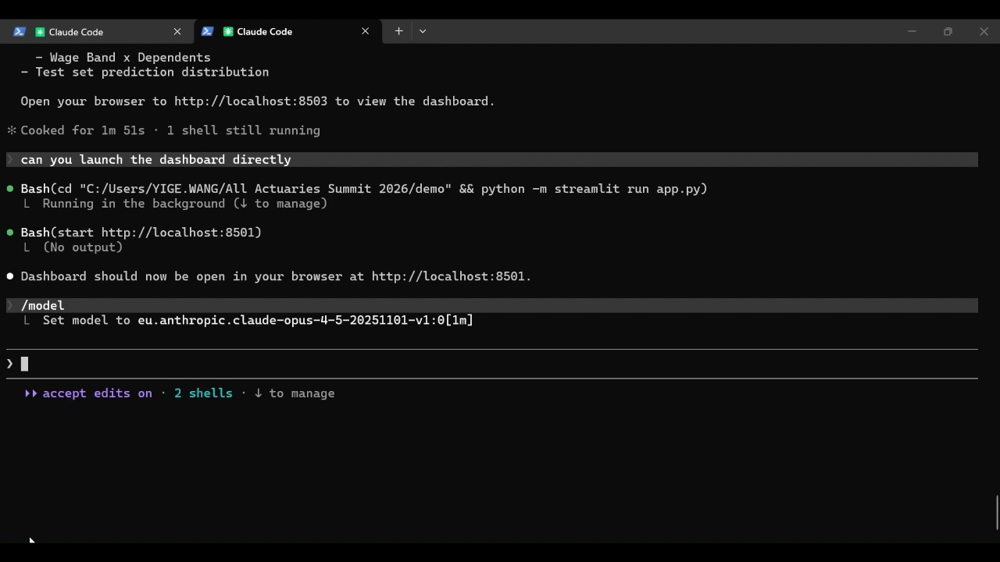 Claude Code
Claude Code
- Wage Band x Dependents
- Test set prediction distribution
Open your browser to http://localhost:8503 to view the dashboard.
✻ Cooked for 1m 51s · 1 shell still running
❯ can you launch the dashboard directly
● Bash(cd "C:/Users/YIGE.WANG/All Actuaries Summit 2026/demo" && python -m streamlit run app.py)
└ Running in the background (↓ to manage)
● Bash(start http://localhost:8501)
└ (No output)
● Dashboard should now be open in your browser at http://localhost:8501.
❯ /model
└ Set model to eu.anthropic.claude-opus-4-5-20251101-v1:0[1m]
❯
⏵⏵ accept edits on · 2 shells · ↓ to manage